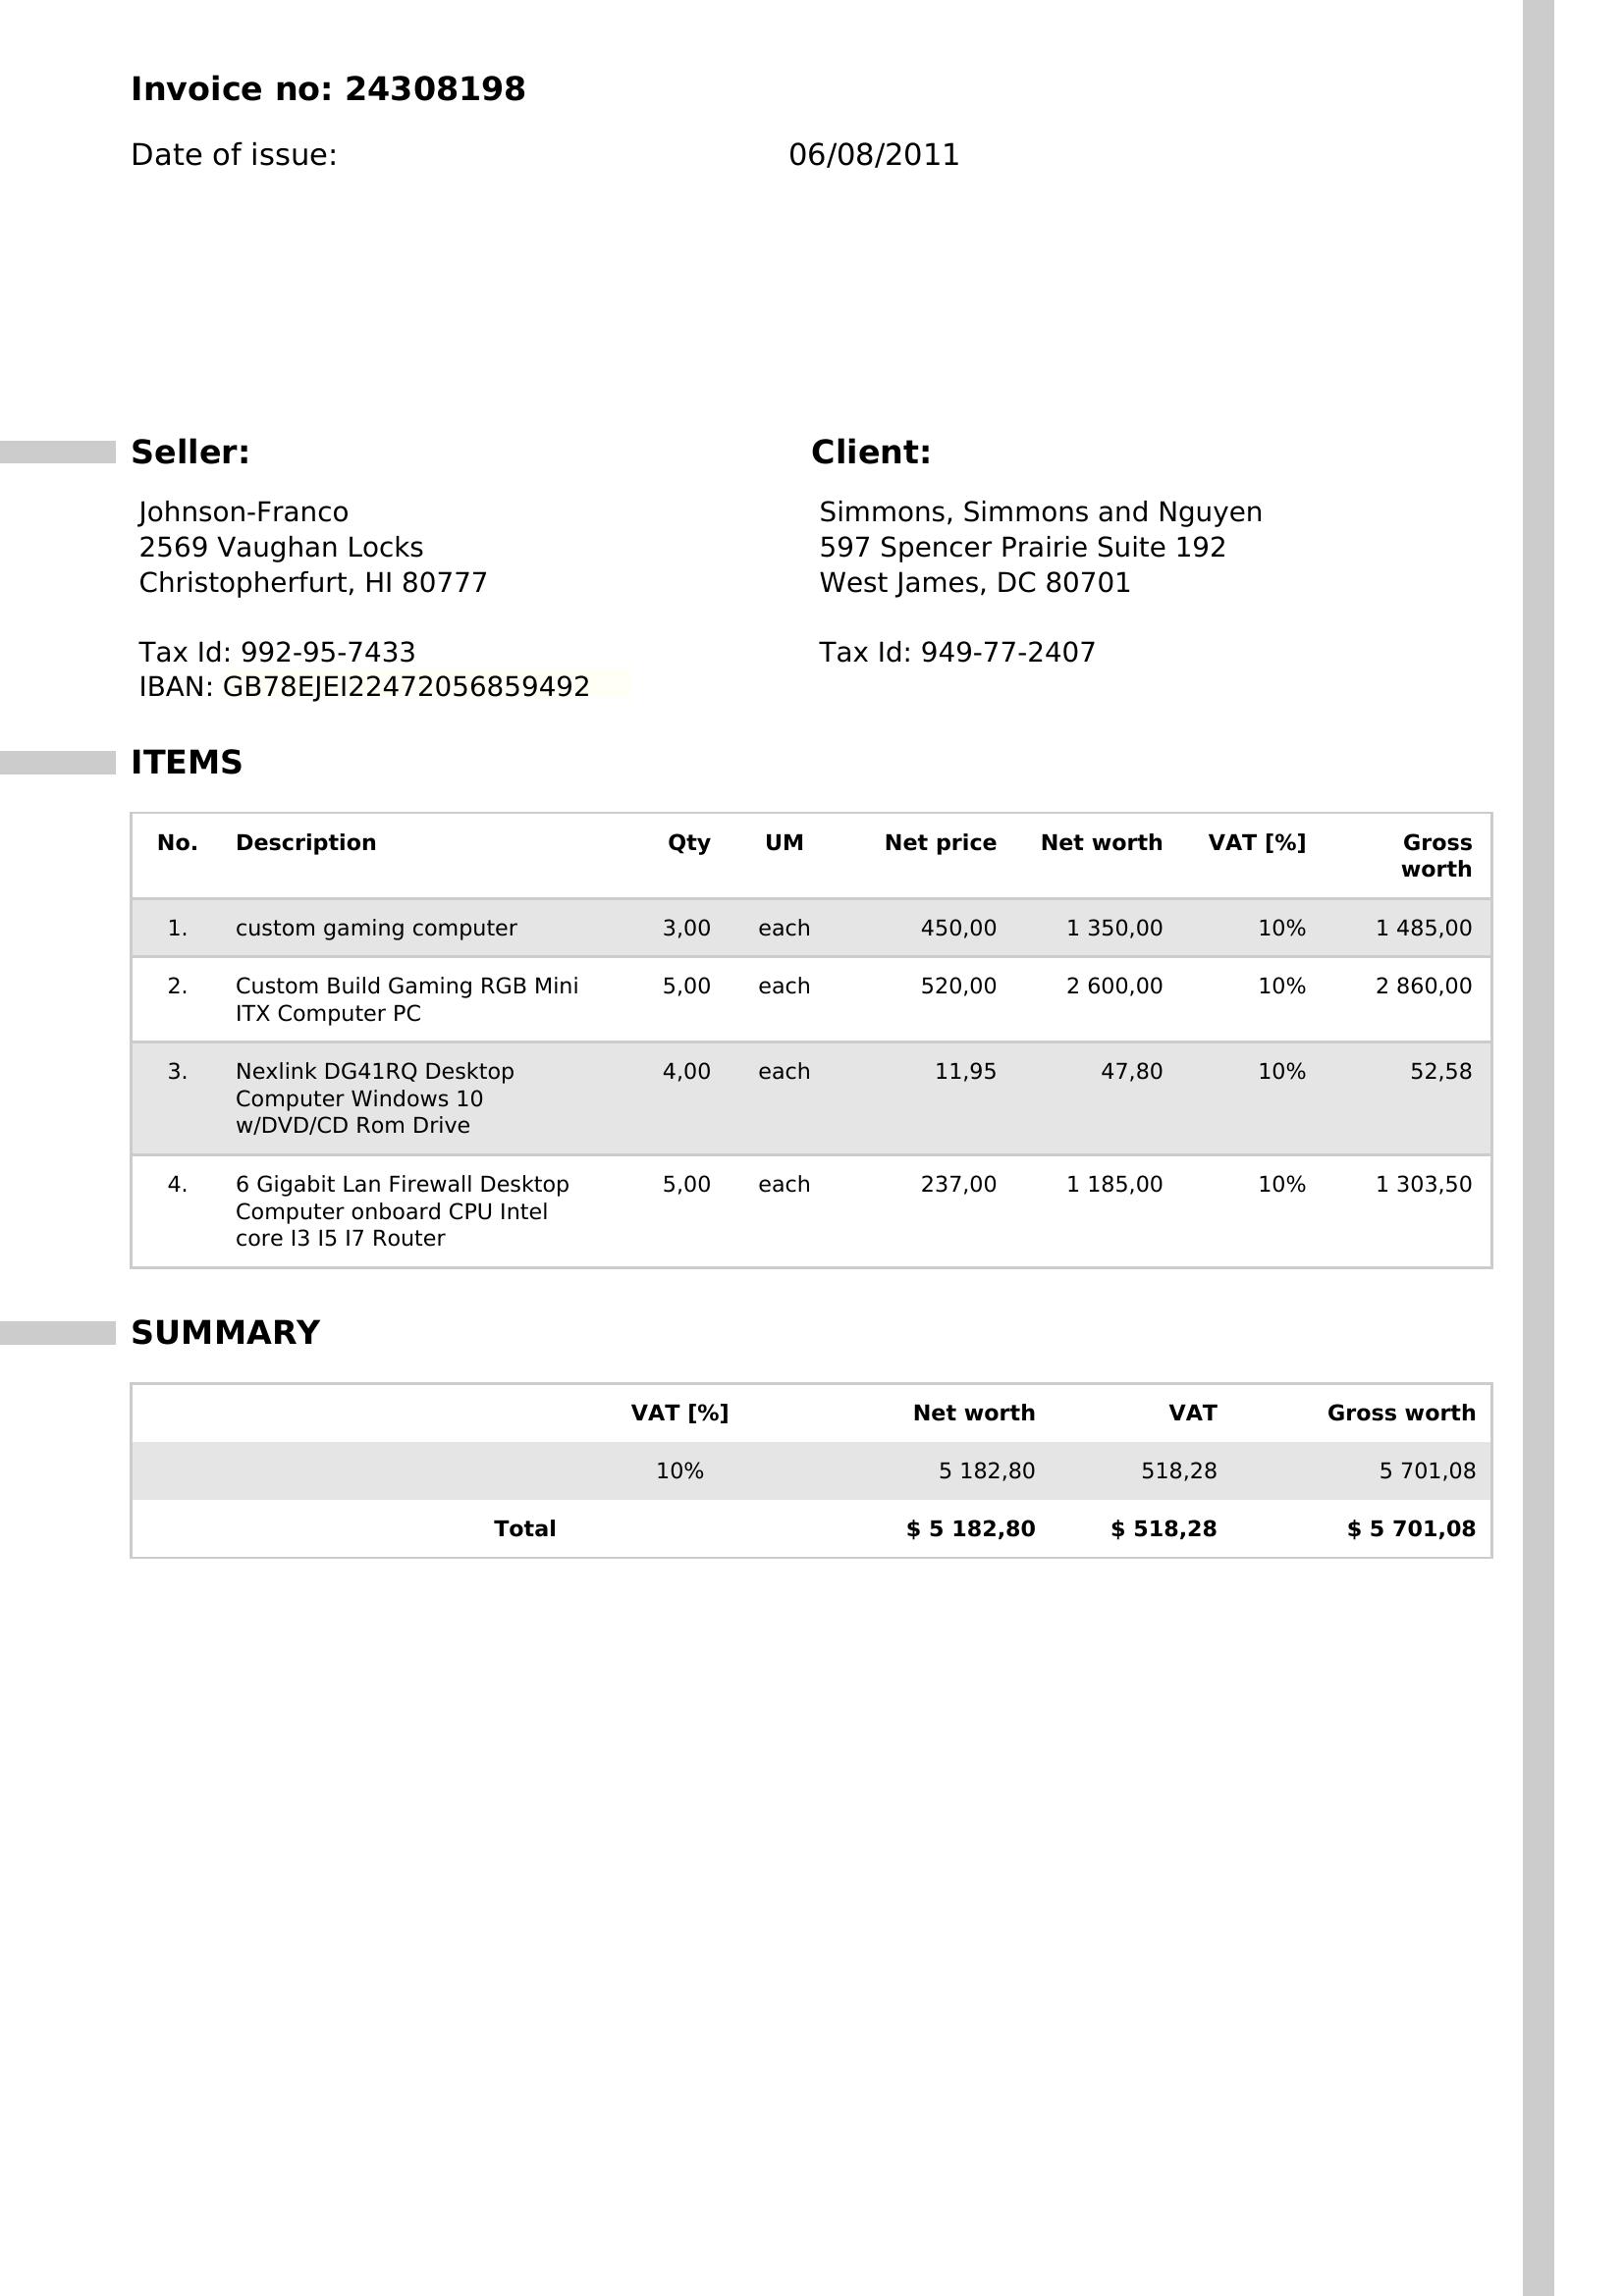 Invoice no: 24308198
Date of issue: 06/08/2011
Seller:
Johnson-Franco
2569 Vaughan Locks
Christopherfurt, HI 80777
Tax Id: 992-95-7433
IBAN: GB78EJEI22472056859492
Client:
Simmons, Simmons and Nguyen
597 Spencer Prairie Suite 192
West James, DC 80701
Tax Id: 949-77-2407
ITEMS
No. Description Qty UM Net price Net worth VAT [%] Gross
worth
1. custom gaming computer 3,00 each 450,00 1 350,00 10% 1 485,00
2. Custom Build Gaming RGB Mini 5,00 each 520,00 2 600,00 10% 2 860,00
ITX Computer PC
3. Nexlink DG41RQ Desktop 4,00 each 11,95 47,80 10% 52,58
Computer Windows 10
w/DVD/CD Rom Drive
4. 6 Gigabit Lan Firewall Desktop 5,00 each 237,00 1 185,00 10% 1 303,50
Computer onboard CPU Intel
core I3 I5 I7 Router
SUMMARY
VAT [%] Net worth VAT Gross worth
10% 5 182,80 518,28 5 701,08
Total $ 5 182,80 $ 518,28 $ 5 701,08